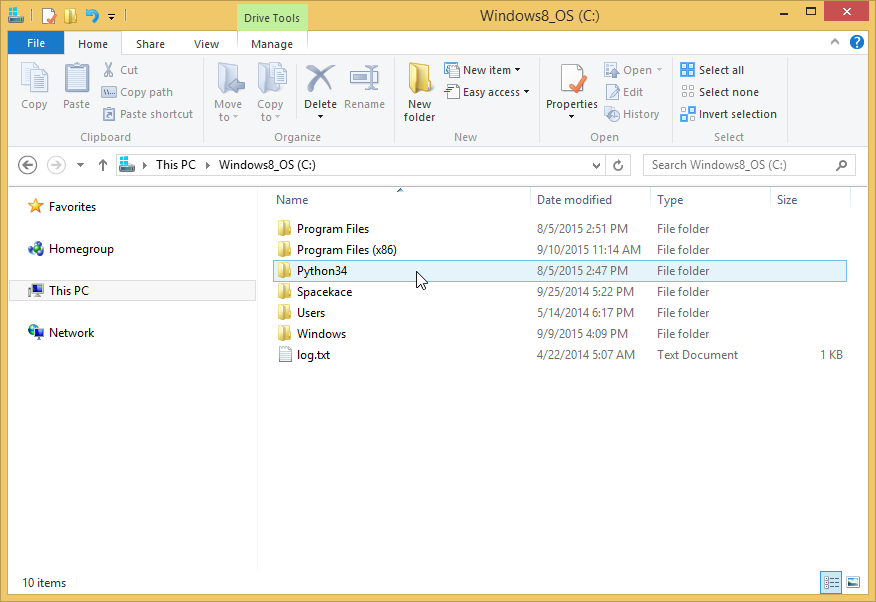 Drive Tools
Windows8_OS (C:)
File Home Share View Manage
Copy
Paste
Cut
Copy path
Paste shortcut
Clipboard
Move to
Copy to
Delete
Rename
Organize
New folder
New item
Easy access
New
Properties
Open
Edit
History
Open
Select all
Select none
Invert selection
Select
This PC Windows8_OS (C:)
Search Windows8_OS (C:)
Favorites
Homegroup
This PC
Network
Name Date modified Type Size
Program Files 8/5/2015 2:51 PM File folder
Program Files (x86) 9/10/2015 11:14 AM File folder
Python34 8/5/2015 2:47 PM File folder
Spacekace 9/25/2014 5:22 PM File folder
Users 5/14/2014 6:17 PM File folder
Windows 9/9/2015 4:09 PM File folder
log.txt 4/22/2014 5:07 AM Text Document 1 KB
10 items